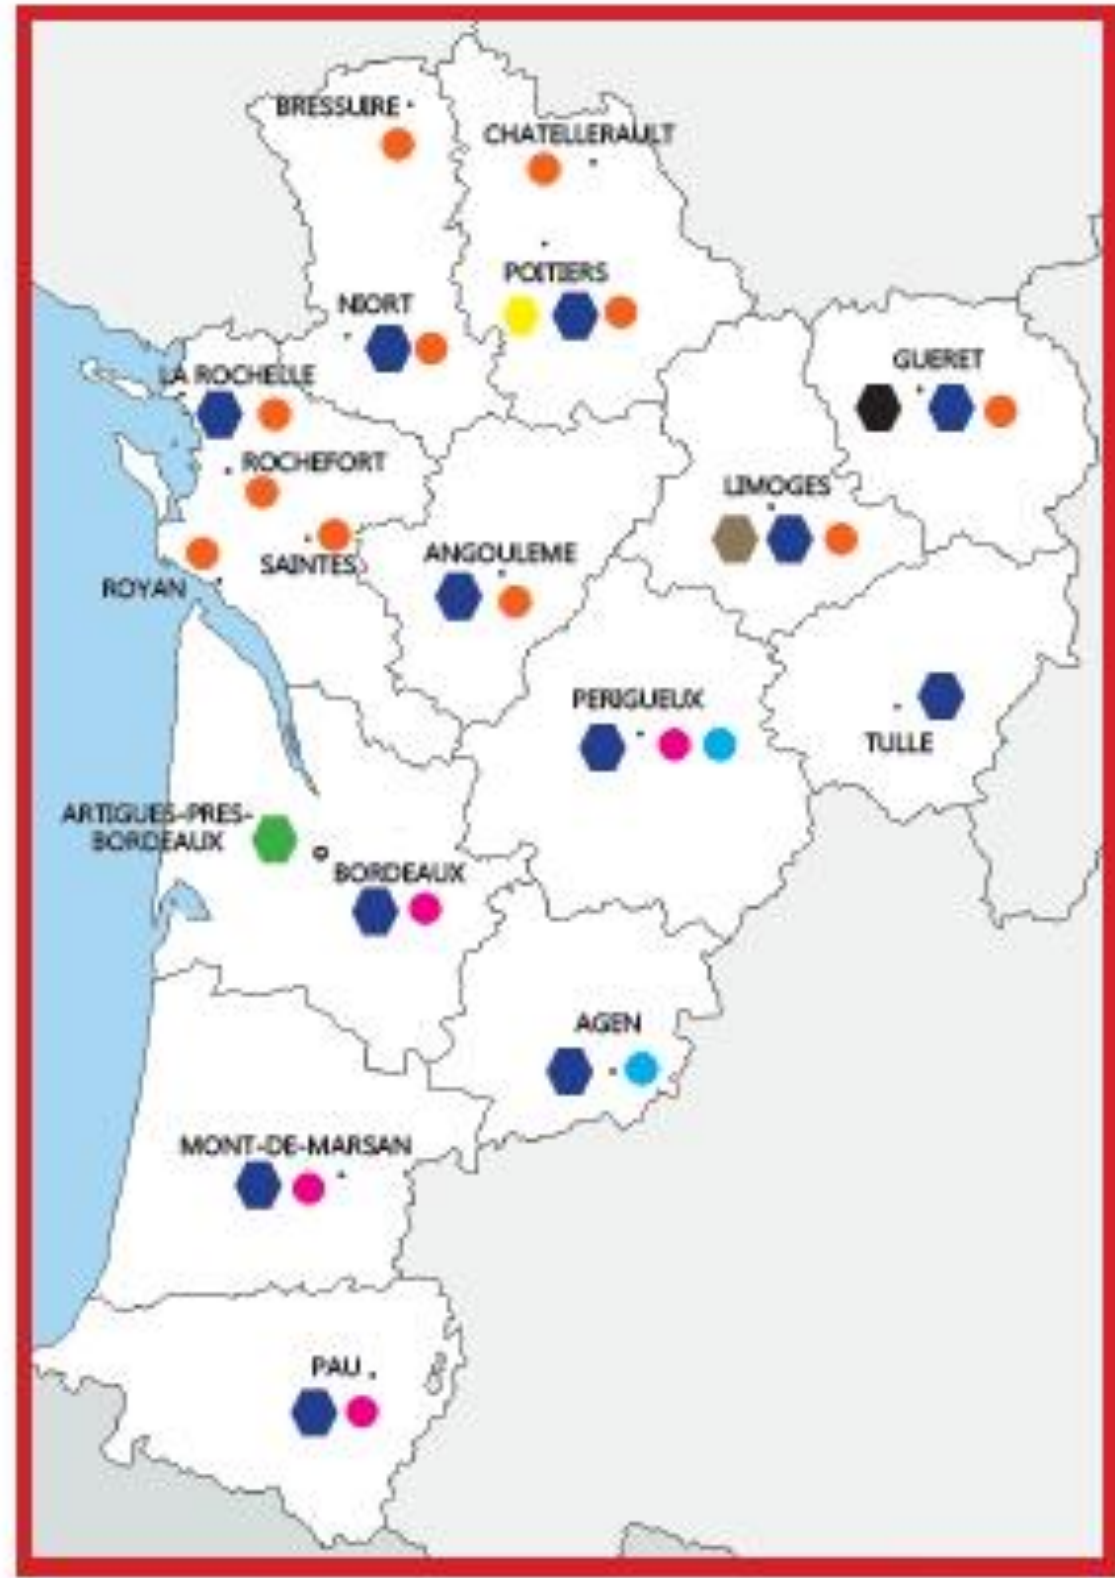 BRESSUIRE
CHATELLERAULT
POITIERS
NIORT
GUERET
LA ROCHELLE
ROCHEFORT
LIMOGES
SAINTES
ANGOULEME
ROYAN
PERIGUEUX
TULLE
ARTIGUES-PRES-
BORDEAUX
BORDEAUX
AGEN
MONT-DE-MARSAN
PAU